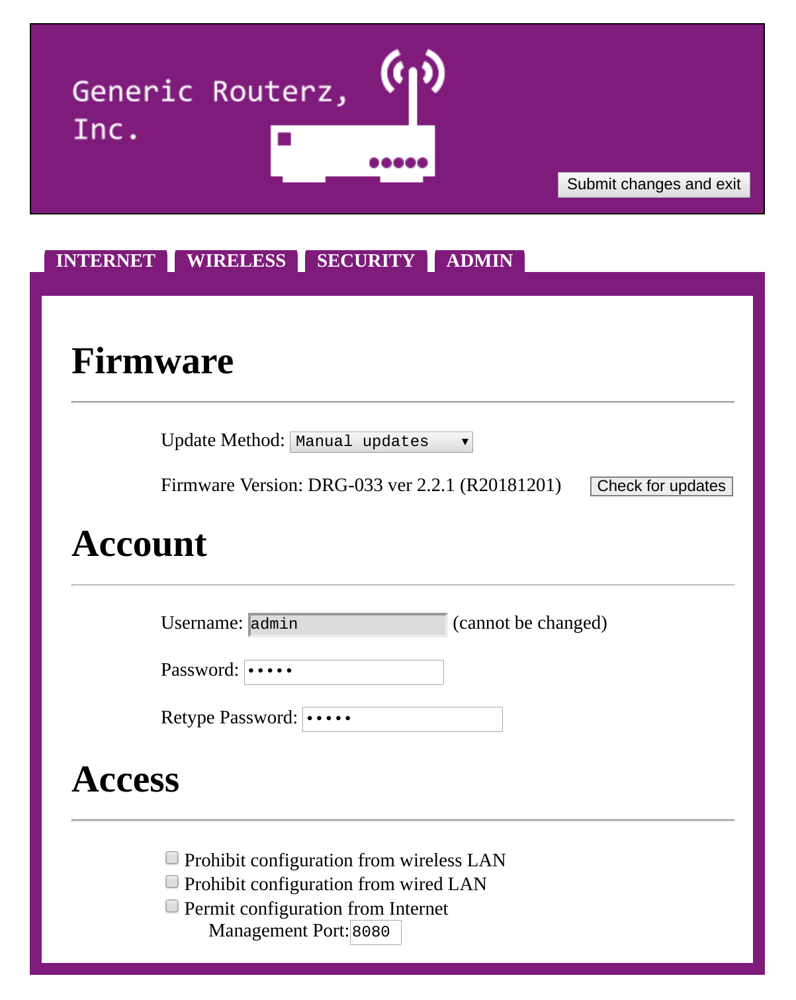 Generic Routerz,
Inc.
Submit changes and exit
INTERNET WIRELESS SECURITY ADMIN
Firmware
Update Method: Manual updates
Firmware Version: DRG-033 ver 2.2.1 (R20181201) Check for updates
Account
Username: admin (cannot be changed)
Password: •••••
Retype Password: •••••
Access
Prohibit configuration from wireless LAN
Prohibit configuration from wired LAN
Permit configuration from Internet
Management Port: 8080